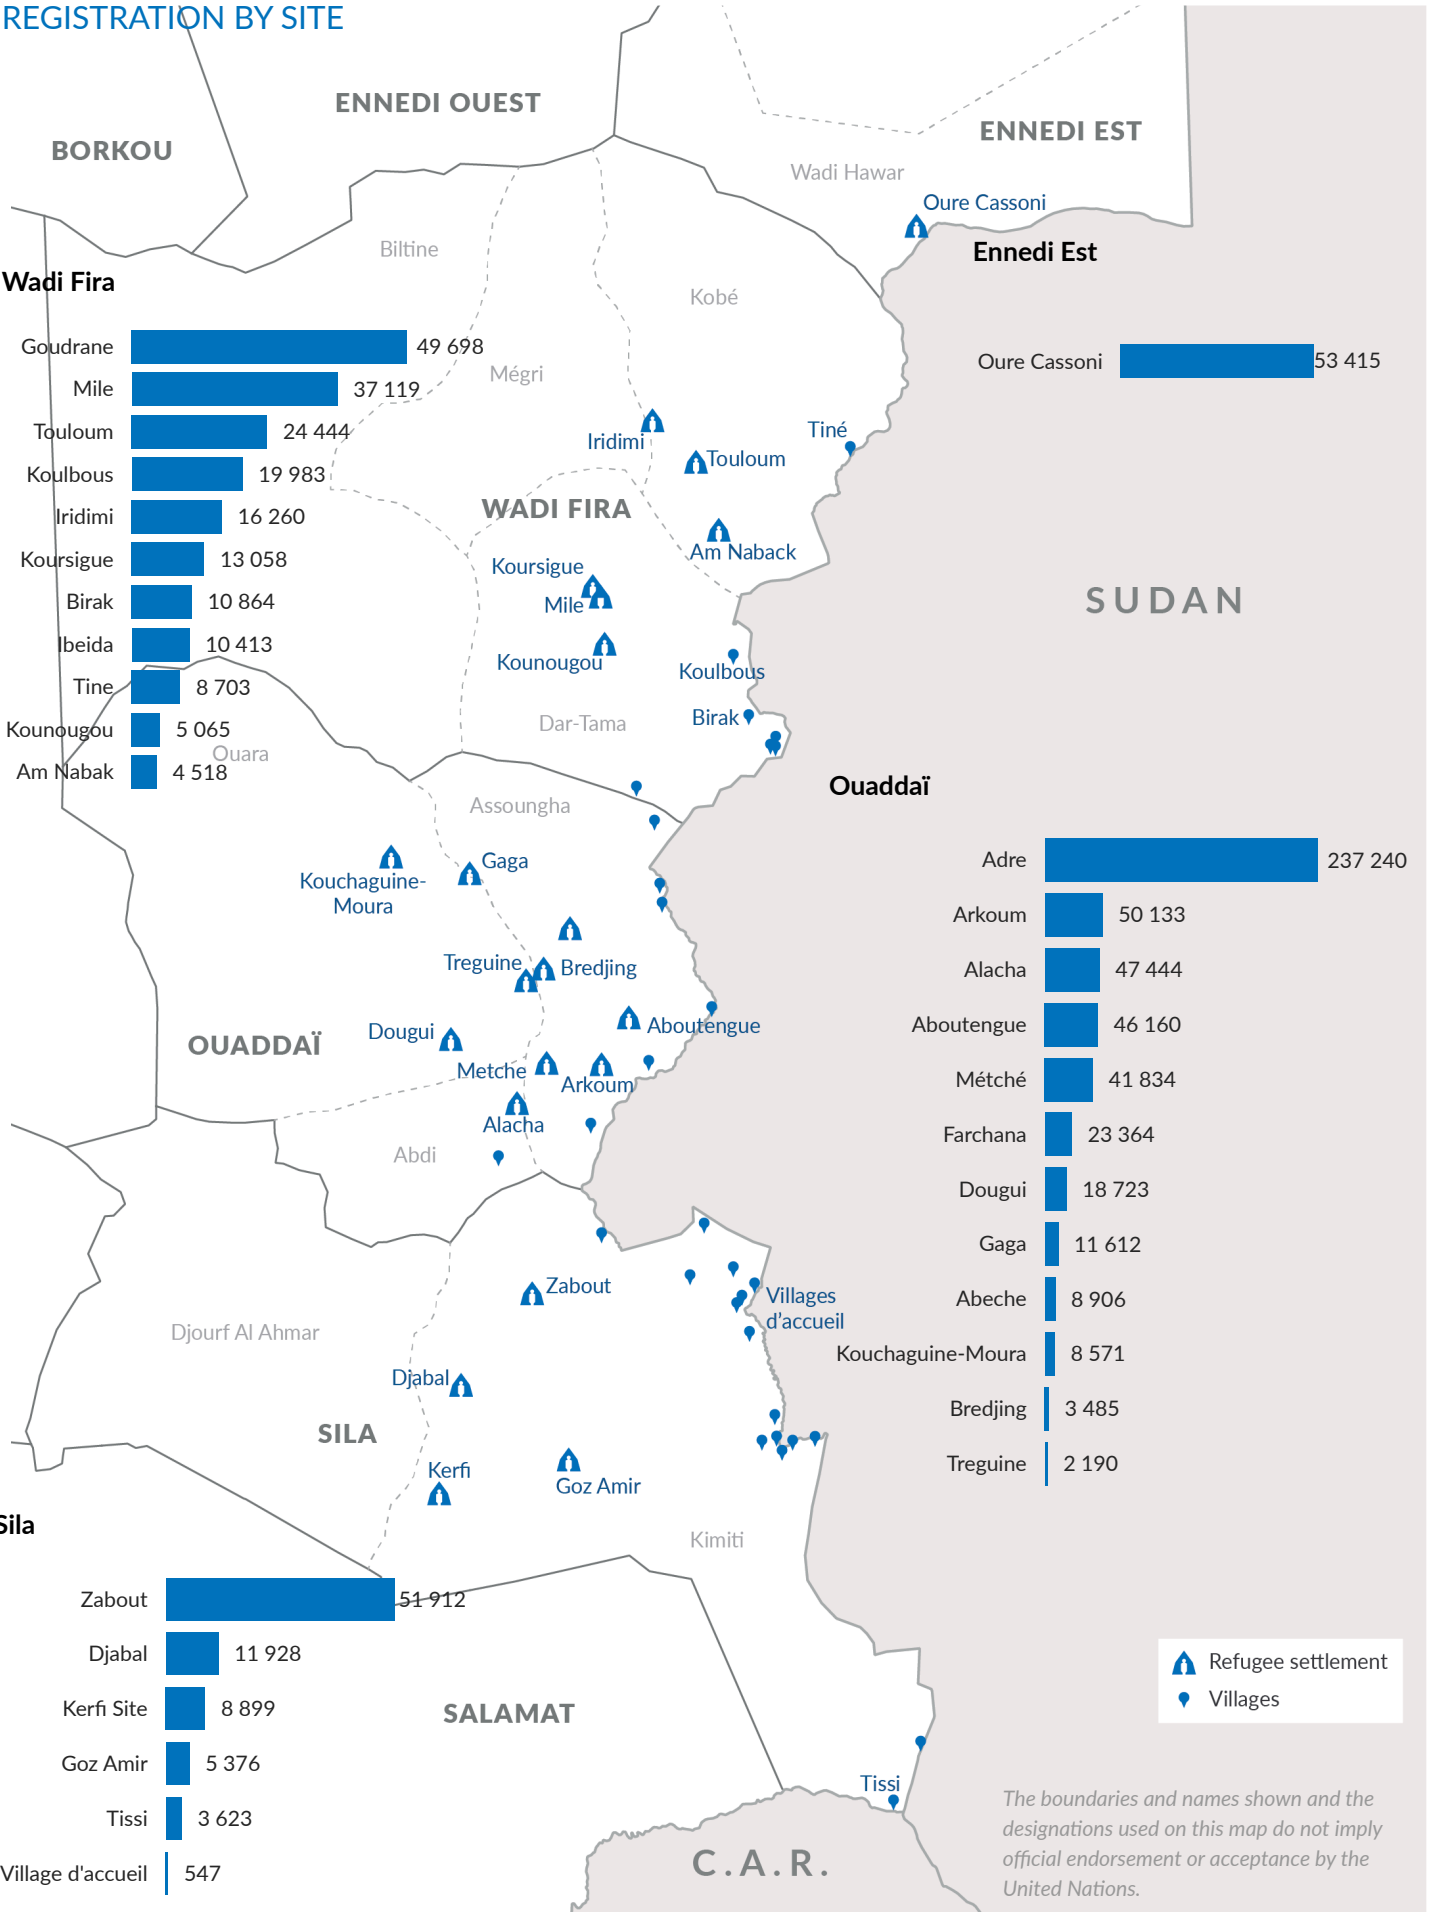 REGISTRATION BY SITE
ENNEDI OUEST
ENNEDI EST
BORKOU
Wadi Hawar
Oure Cassoni
Biltine
Kobé
Mégri
Ennedi Est
Oure Cassoni 53 415
Wadi Fira
Goudrane 49 698
Mile 37 119
Touloum 24 444
Koulbous 19 983
Iridimi 16 260
Koursigue 13 058
Birak 10 864
Ibeida 10 413
Tine 8 703
Kounougou 5 065
Am Nabak 4 518
Iridimi
Touloum
Tiné
WADI FIRA
Am Naback
Koursigue
Mile
Kounougou
Koulbous
Birak
Dar-Tama
SUDAN
Ouara
Assoungha
Kouchaguine-
Moura
Gaga
Treguine
Bredjing
Aboutengue
OUADDAÏ
Dougui
Metche
Arkoum
Alacha
Abdi
Ouaddaï
Adre 237 240
Arkoum 50 133
Alacha 47 444
Aboutengue 46 160
Métché 41 834
Farchana 23 364
Dougui 18 723
Gaga 11 612
Abeche 8 906
Kouchaguine-Moura 8 571
Bredjing 3 485
Treguine 2 190
Zabout
Villages
d'accueil
Djourf Al Ahmar
Djabal
SILA
Kerfi
Goz Amir
Kimiti
Sila
Zabout 51 912
Djabal 11 928
Kerfi Site 8 899
Goz Amir 5 376
Tissi 3 623
Village d'accueil 547
SALAMAT
Tissi
C.A.R.
Refugee settlement
Villages
The boundaries and names shown and the
designations used on this map do not imply
official endorsement or acceptance by the
United Nations.